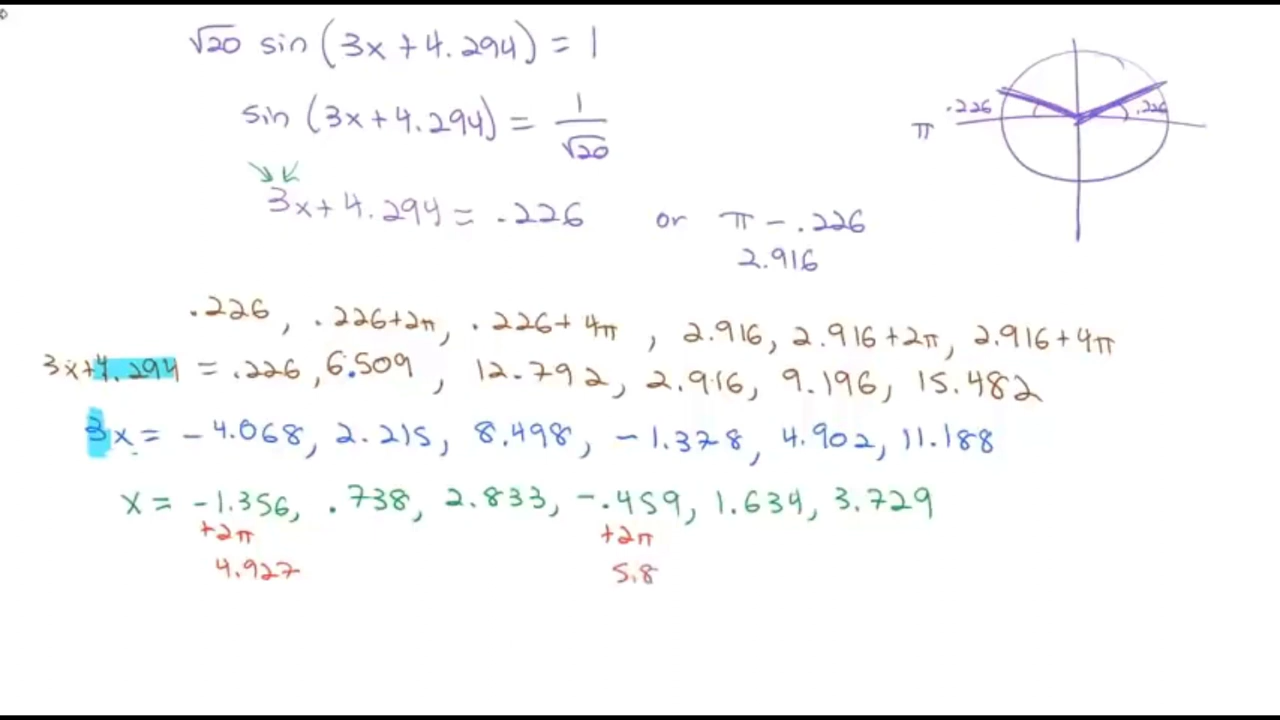 √20 sin(3x+4.294) = 1
sin(3x+4.294) = 1/√20
.226 .226
π
3x+4.294 = .226 or π - .226
2.916
.226, .226+2π, .226+4π, 2.916, 2.916+2π, 2.916+4π
3x+4.294 = .226, 6.509, 12.792, 2.916, 9.196, 15.482
3x = -4.068, 2.215, 8.498, -1.378, 4.902, 11.188
x = -1.356, .738, 2.833, -.459, 1.634, 3.729
+2π +2π
4.927 5.8